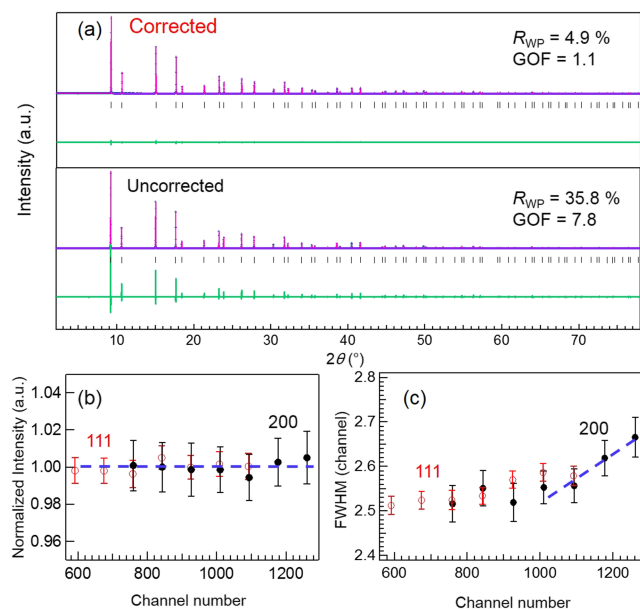 (a)
Corrected
R_WP = 4.9 %
GOF = 1.1
Intensity (a.u.)
Uncorrected
R_WP = 35.8 %
GOF = 7.8
10 20 30 40 50 60 70
2θ (°)
(b)
Normalized Intensity (a.u.)
1.04
1.02
1.00
0.98
0.96
111
200
600 800 1000 1200
Channel number
(c)
FWHM (channel)
2.8
2.7
2.6
2.5
2.4
111
200
600 800 1000 1200
Channel number